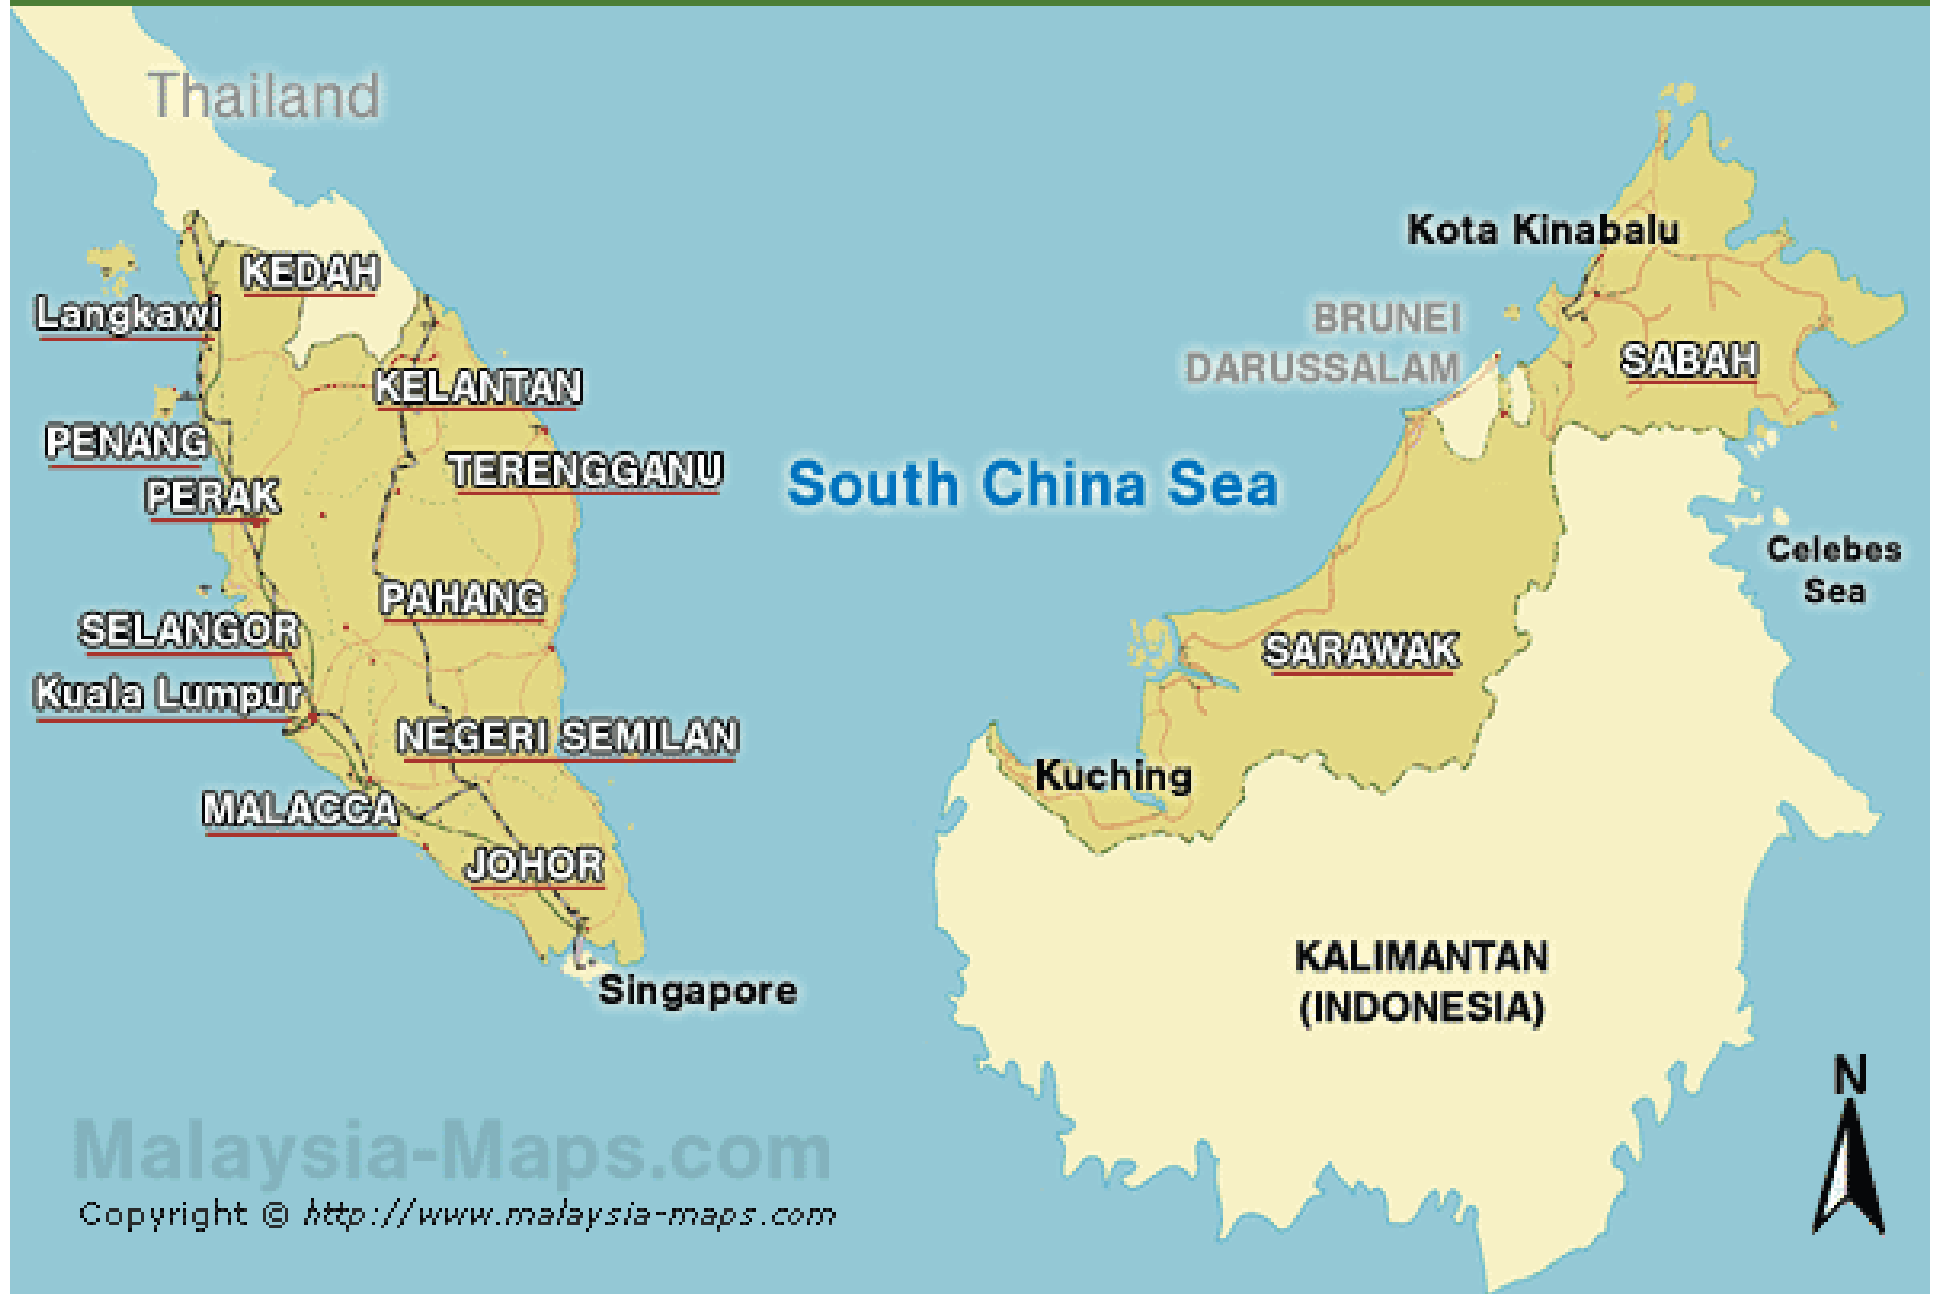 Thailand
KEDAH
Langkawi
KELANTAN
PENANG
TERENGGANU
PERAK
PAHANG
SELANGOR
Kuala Lumpur
NEGERI SEMILAN
MALACCA
JOHOR
Singapore
South China Sea
Kota Kinabalu
BRUNEI
DARUSSALAM
SABAH
Celebes
Sea
SARAWAK
Kuching
KALIMANTAN
(INDONESIA)
N
Malaysia-Maps.com
Copyright © http://www.malaysia-maps.com